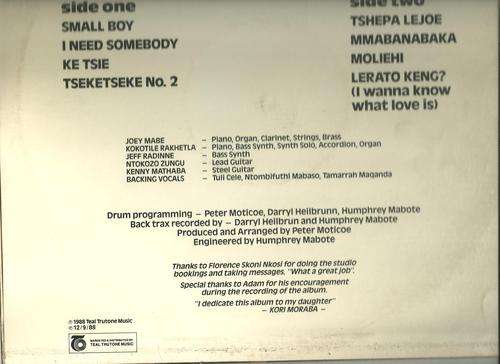 side one
SMALL BOY
I NEED SOMEBODY
KE TSIE
TSEKETSEKE No. 2
side two
TSHEPA LEJOE
MMABANABAKA
MOLIEHI
LERATO KENG?
(I wanna know
what love is)
JOEY MABE – Piano, Organ, Clarinet, Strings, Brass
KOKOTILE RAKHETLA – Piano, Bass Synth, Synth Solo, Accordion, Organ
JEFF RADINNE – Bass Synth
NTOKOZO ZUNGU – Lead Guitar
KENNY MATHABA – Steel Guitar
BACKING VOCALS – Tuli Cele, Ntombifuthi Mabaso, Tamarrah Maqanda
Drum programming – Peter Moticoe, Darryl Heilbrunn, Humphrey Mabote
Back trax recorded by – Darryl Heilbrun and Humphrey Mabote
Produced and Arranged by Peter Moticoe
Engineered by Humphrey Mabote
Thanks to Florence Skoni Nkosi for doing the studio
bookings and taking messages, "What a great job".
Special thanks to Adam for his encouragement
during the recording of the album.
"I dedicate this album to my daughter"
– KORI MORABA –
℗ 1988 Teal Trutone Music
© 12/9/88
MARKETED & DISTRIBUTED BY
TEAL TRUTONE MUSIC